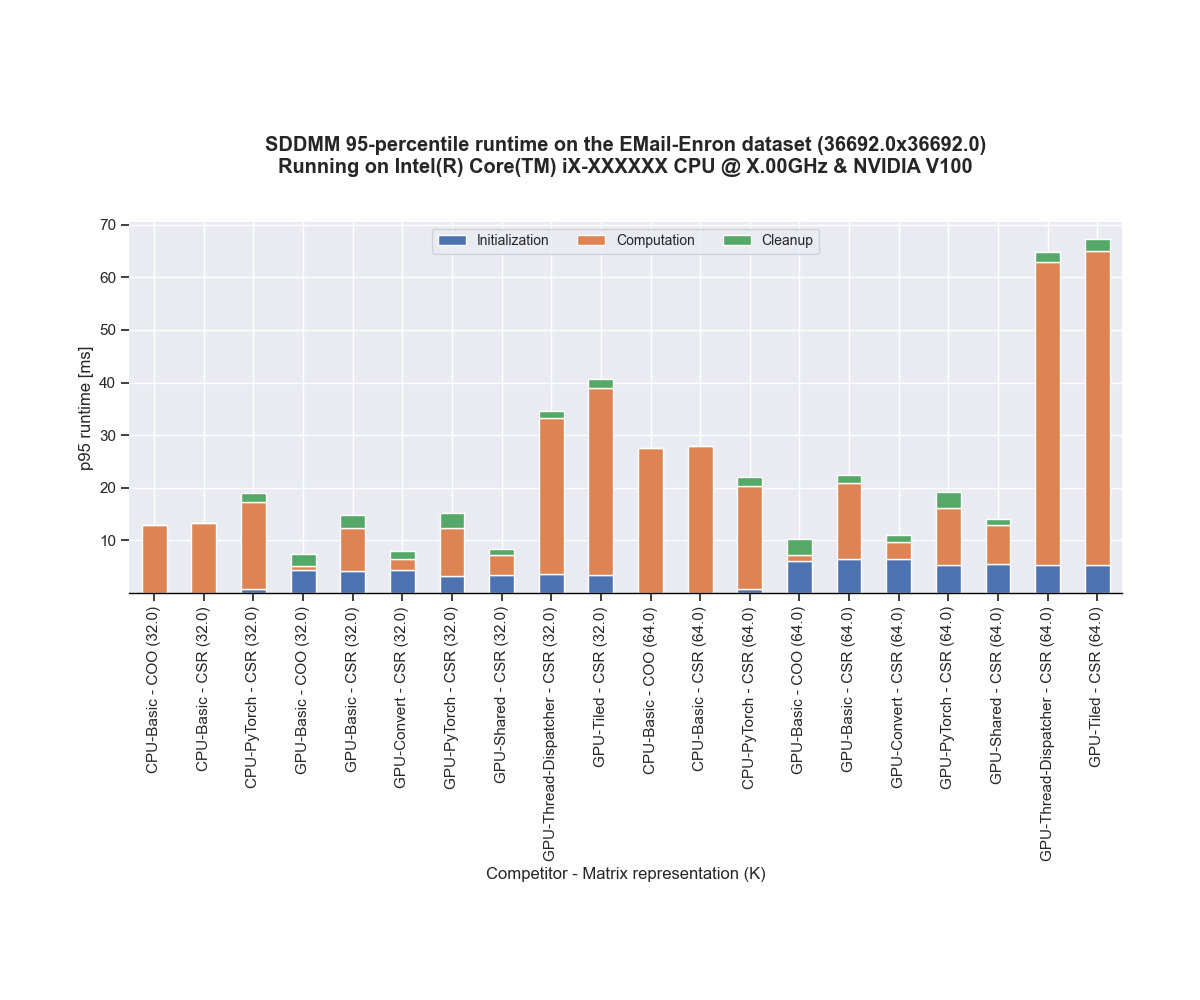 SDDMM 95-percentile runtime on the EMail-Enron dataset (36692.0x36692.0)
Running on Intel(R) Core(TM) iX-XXXXXX CPU @ X.00GHz & NVIDIA V100
Initialization
Computation
Cleanup
p95 runtime [ms]
70
60
50
40
30
20
10
CPU-Basic - COO (32.0)
CPU-Basic - CSR (32.0)
CPU-PyTorch - CSR (32.0)
GPU-Basic - COO (32.0)
GPU-Basic - CSR (32.0)
GPU-Convert - CSR (32.0)
GPU-PyTorch - CSR (32.0)
GPU-Shared - CSR (32.0)
GPU-Thread-Dispatcher - CSR (32.0)
GPU-Tiled - CSR (32.0)
CPU-Basic - COO (64.0)
CPU-Basic - CSR (64.0)
CPU-PyTorch - CSR (64.0)
GPU-Basic - COO (64.0)
GPU-Basic - CSR (64.0)
GPU-Convert - CSR (64.0)
GPU-PyTorch - CSR (64.0)
GPU-Shared - CSR (64.0)
GPU-Thread-Dispatcher - CSR (64.0)
GPU-Tiled - CSR (64.0)
Competitor - Matrix representation (K)